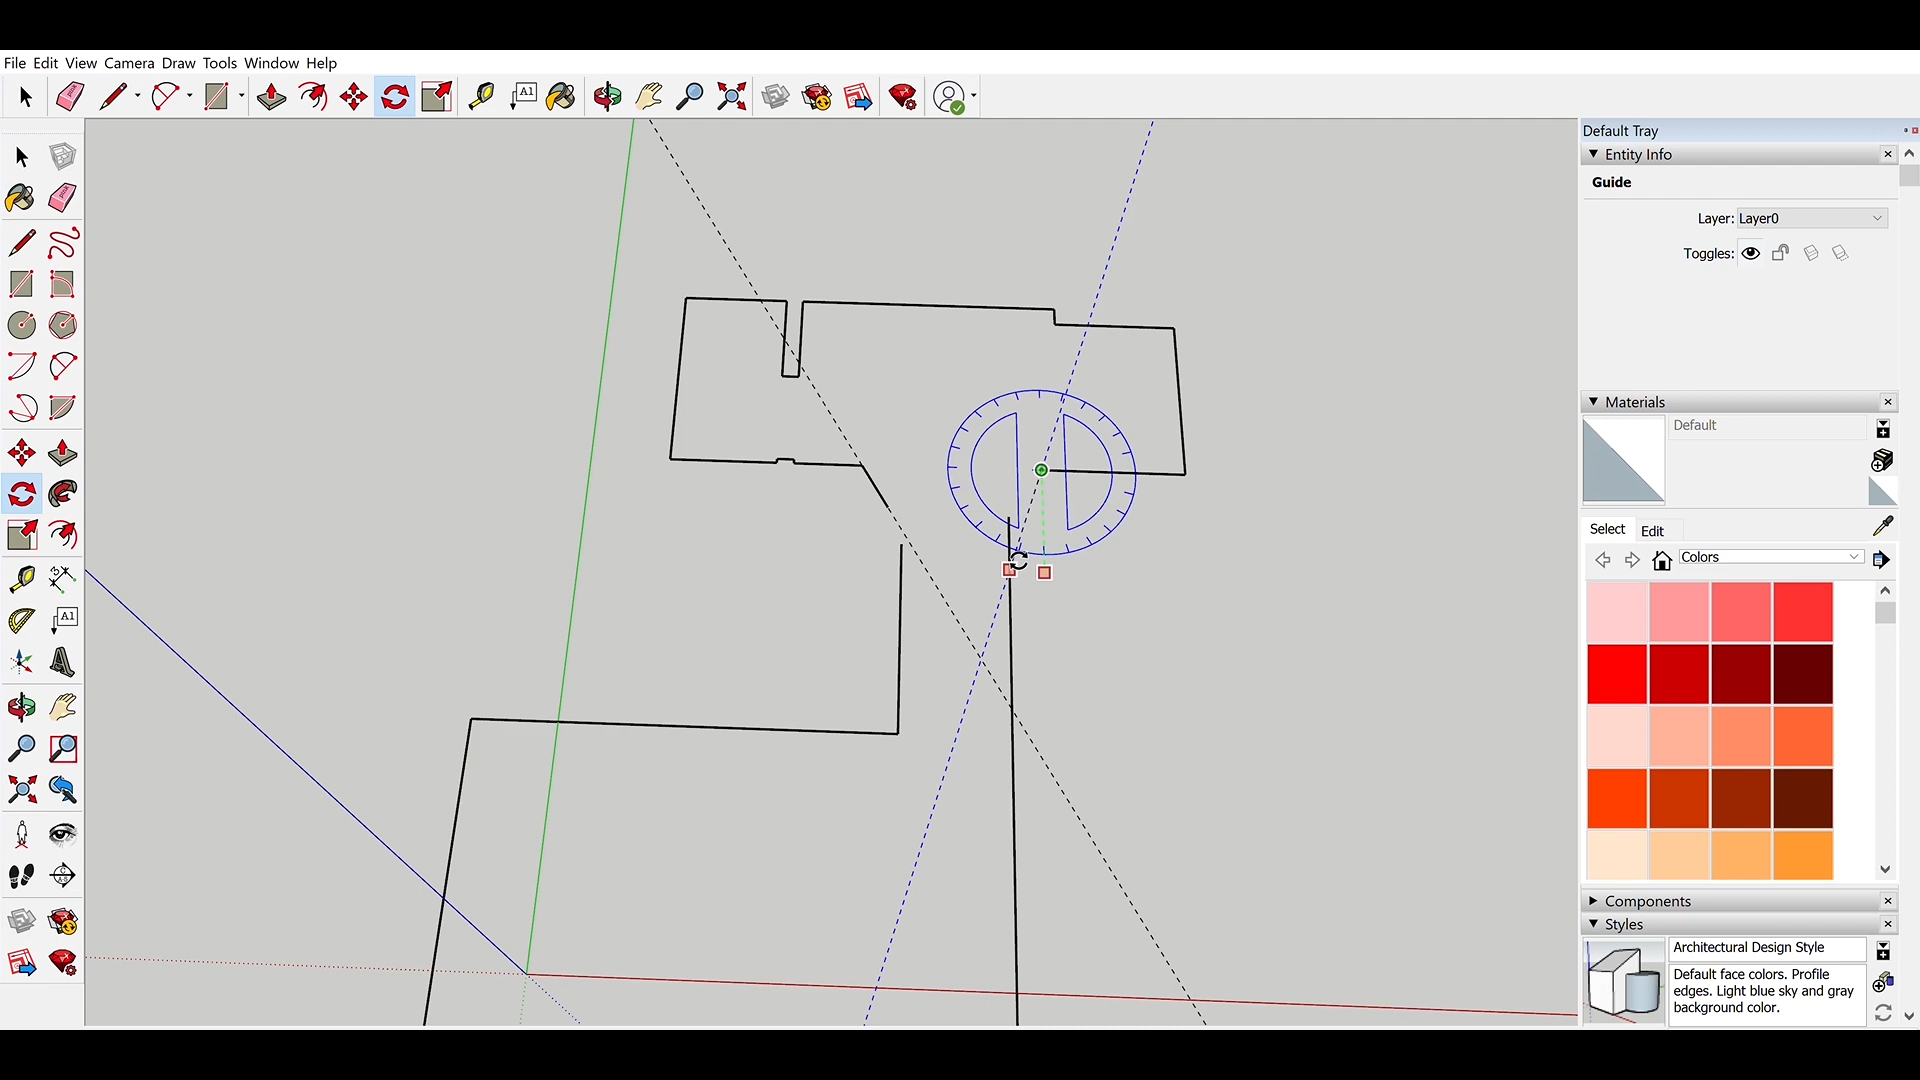 File Edit View Camera Draw Tools Window Help
A1
Default Tray
Entity Info
Guide
Layer: Layer0
Toggles:
Materials
Default
Select Edit
Colors
A1
Components
Styles
Architectural Design Style
Default face colors. Profile
edges. Light blue sky and gray
background color.